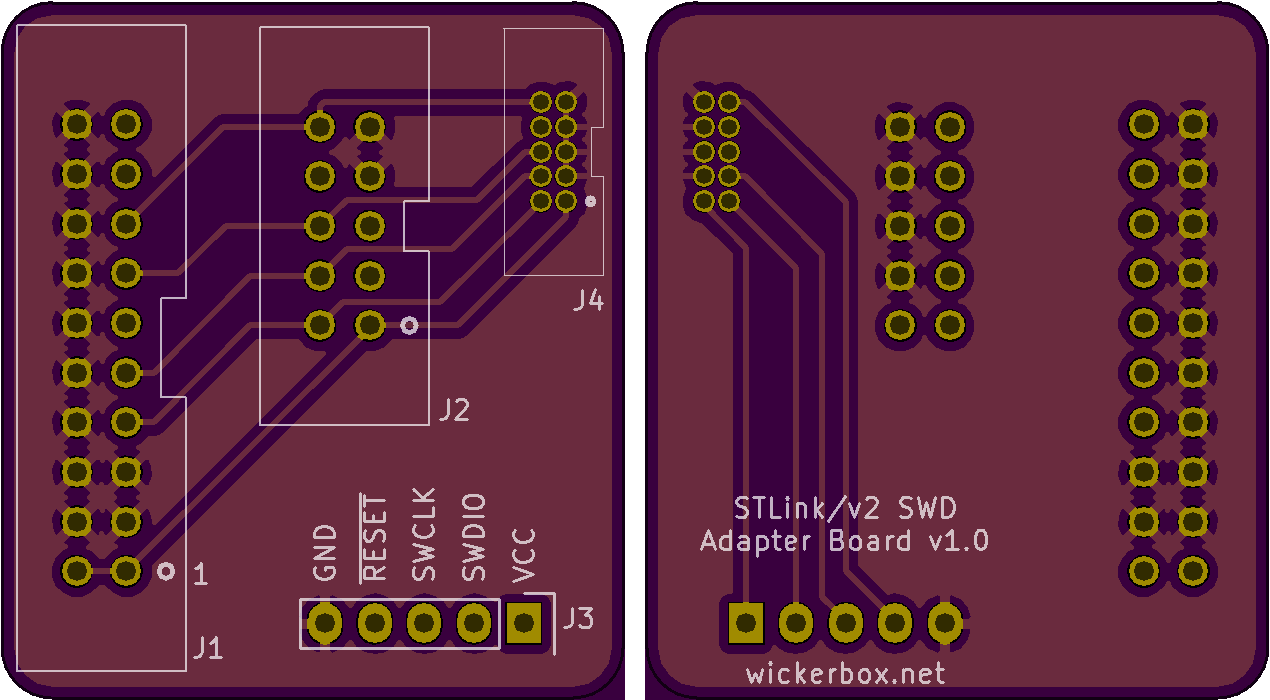 J4
J2
GND
RESET
SWCLK
SWDIO
VCC
1
J3
J1
STLink/v2 SWD
Adapter Board v1.0
wickerbox.net